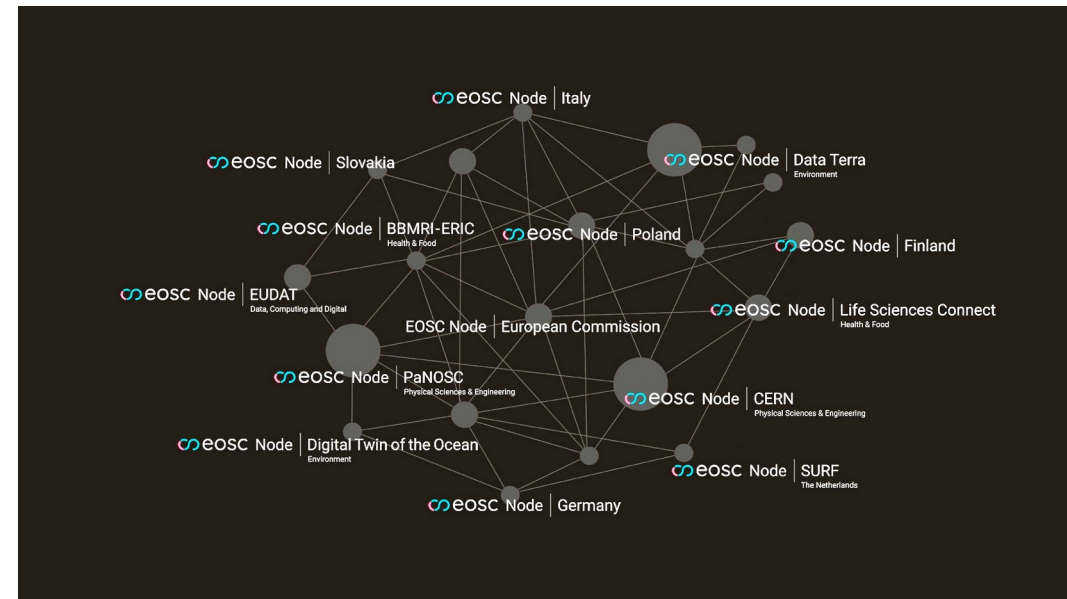 eosc Node | Italy
eosc Node | Slovakia
eosc Node | Data Terra
Environment
eosc Node | BBMRI-ERIC
Health & Food
eosc Node | Poland
eosc Node | Finland
eosc Node | EUDAT
Data, Computing and Digital
eosc Node | Life Sciences Connect
Health & Food
EOSC Node | European Commission
eosc Node | PaNOSC
Physical Sciences & Engineering
eosc Node | CERN
Physical Sciences & Engineering
eosc Node | Digital Twin of the Ocean
Environment
eosc Node | SURF
The Netherlands
eosc Node | Germany